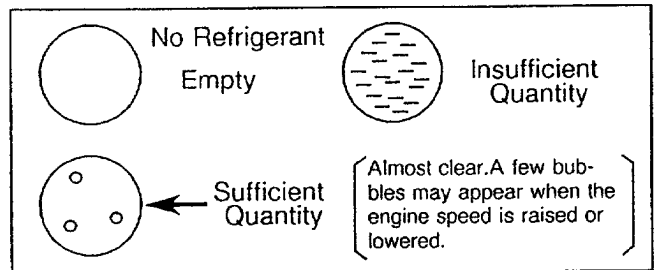 No Refrigerant
Empty
Insufficient
Quantity
Sufficient
Quantity
Almost clear.A few bub-
bles may appear when the
engine speed is raised or
lowered.